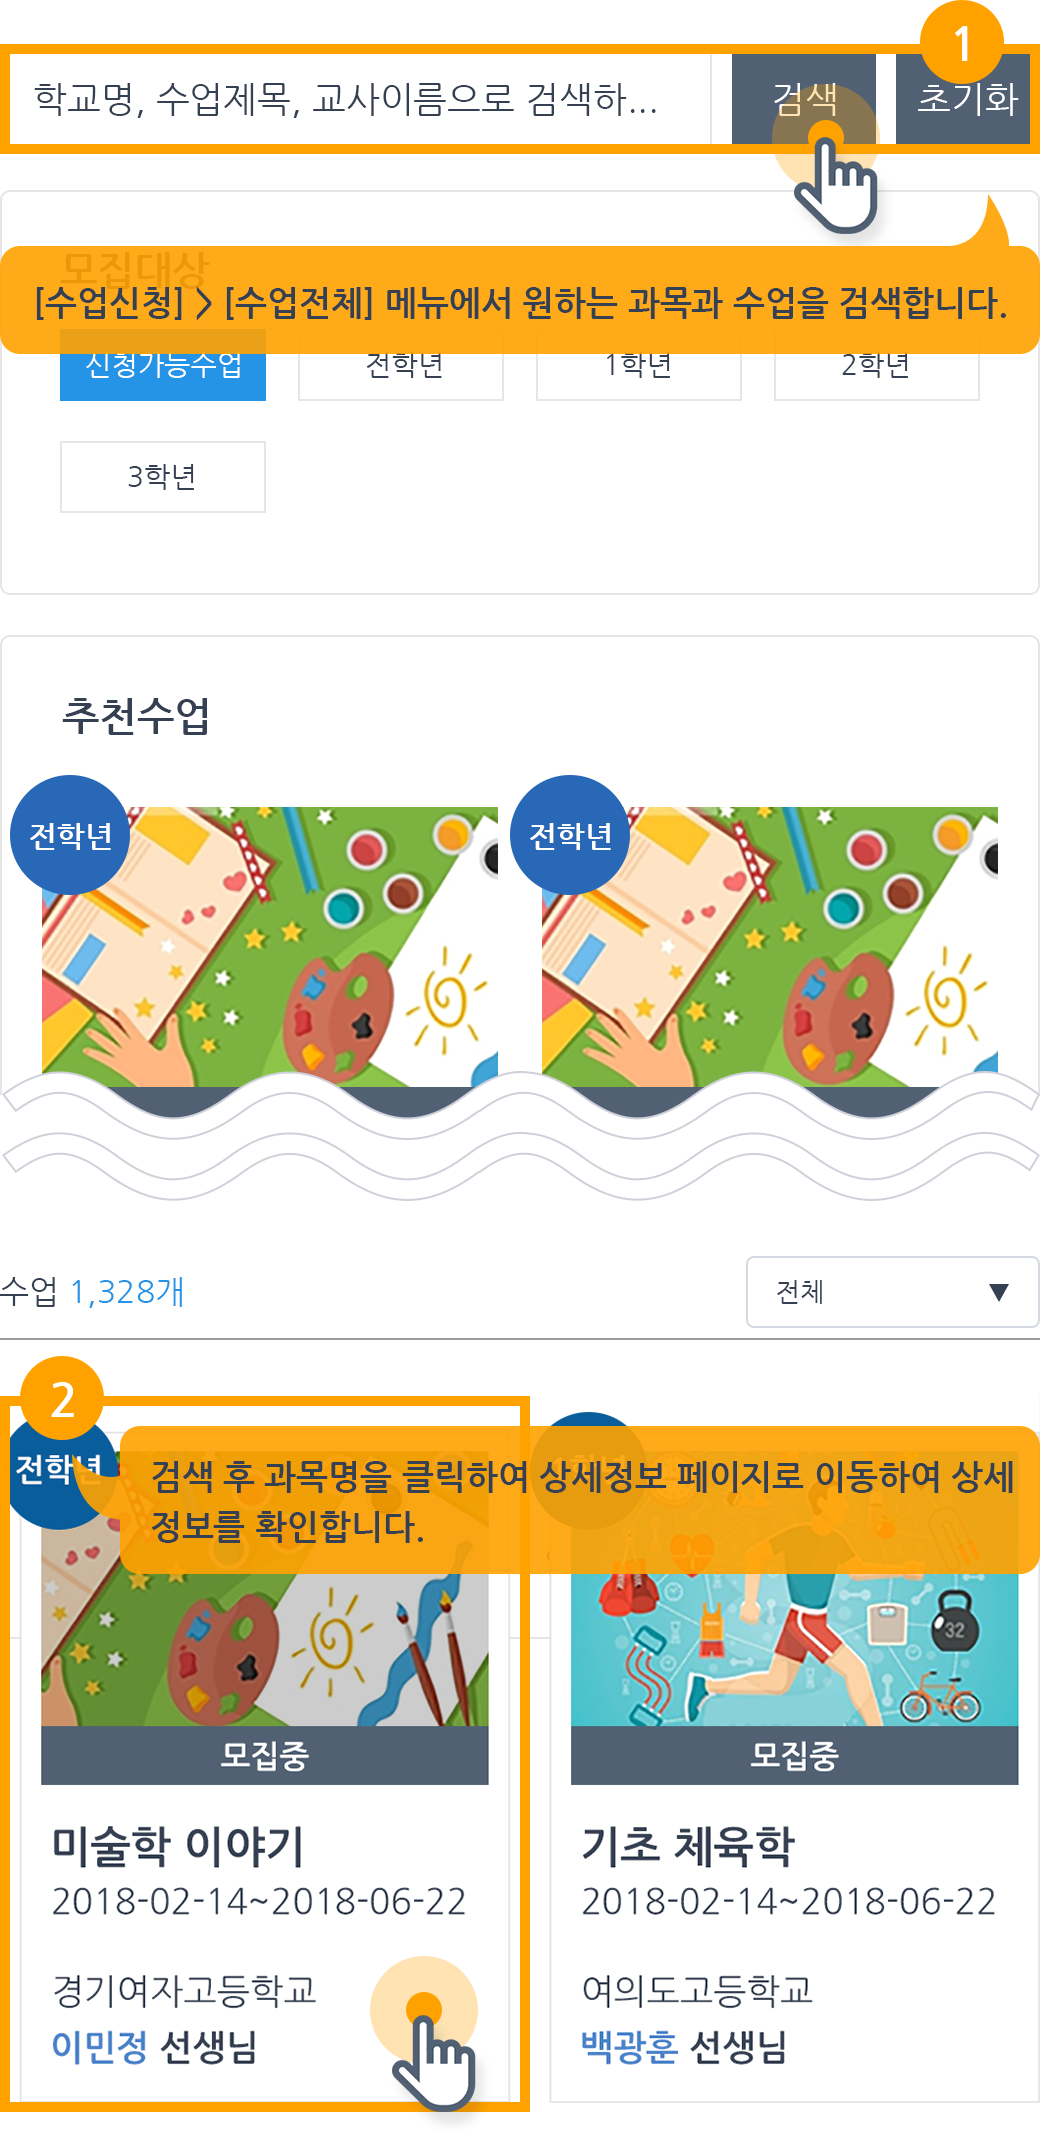 1
학교명, 수업제목, 교사이름으로 검색하...
검색
초기화
모집대상
[수업신청] > [수업전체] 메뉴에서 원하는 과목과 수업을 검색합니다.
신청가능수업
전학년
1학년
2학년
3학년
추천수업
전학년
전학년
수업 1,328개
전체 ▼
2
전학년
검색 후 과목명을 클릭하여 상세정보 페이지로 이동하여 상세
정보를 확인합니다.
32
모집중
미술학 이야기
2018-02-14~2018-06-22
경기여자고등학교
이민정 선생님
모집중
기초 체육학
2018-02-14~2018-06-22
여의도고등학교
백광훈 선생님